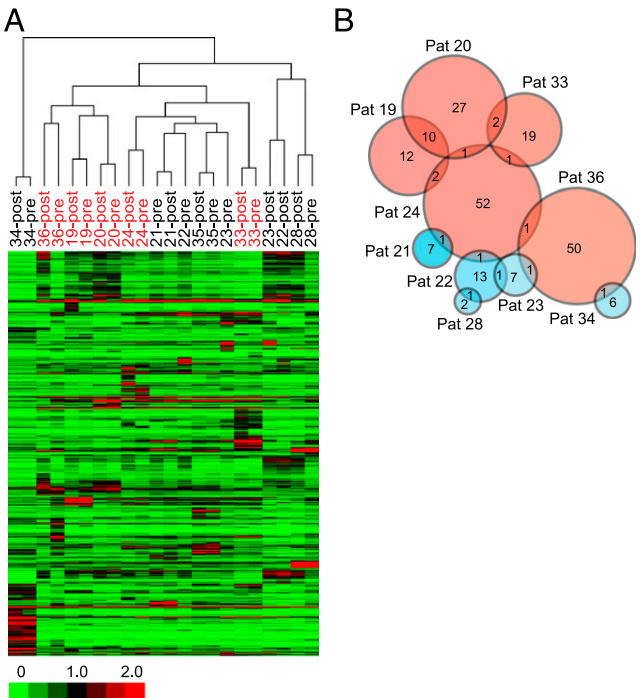 A
34-post
34-pre
36-post
36-pre
19-post
19-pre
20-post
20-pre
24-post
24-pre
21-pre
21-post
22-pre
35-post
35-pre
23-pre
33-post
33-pre
23-post
22-post
28-post
28-pre
0 1.0 2.0
B
Pat 20
Pat 33
27
2
19
Pat 19
10
12
1
1
2
Pat 36
Pat 24
52
1
50
Pat 21
7
1
1
Pat 22
13
1
7
1
Pat 23
1
2
Pat 28
1
6
Pat 34